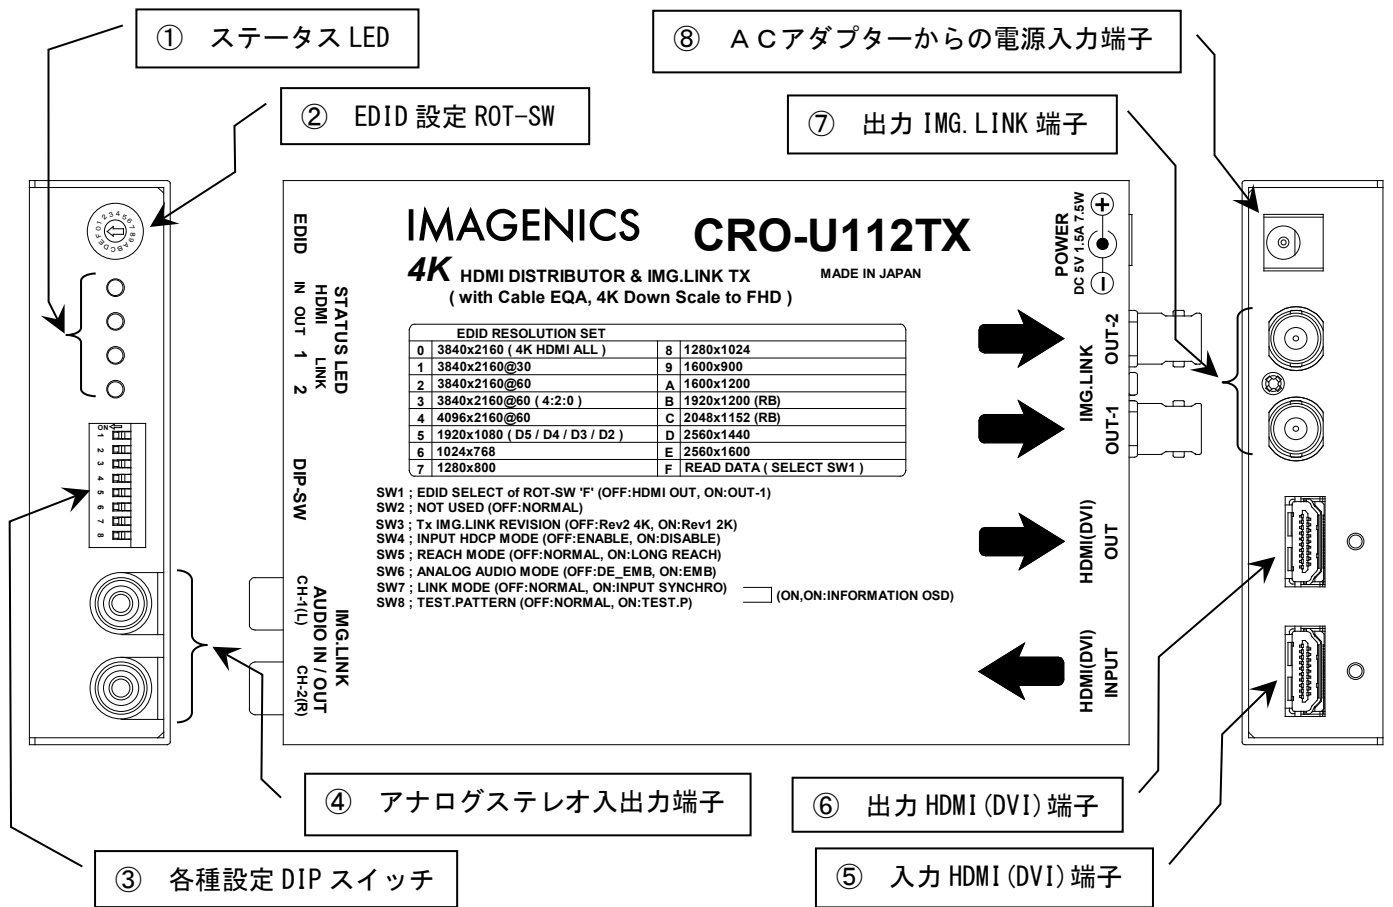 ① ステータス LED
⑧ ACアダプターからの電源入力端子
② EDID 設定 ROT-SW
⑦ 出力 IMG.LINK 端子
EDID
STATUS LED
HDMI LINK
IN OUT 1 2
DIP-SW
IMG.LINK
AUDIO IN / OUT
CH-1(L) CH-2(R)
ON
1
2
3
4
5
6
7
8
IMAGENICS CRO-U112TX
4K HDMI DISTRIBUTOR & IMG.LINK TX MADE IN JAPAN
( with Cable EQA, 4K Down Scale to FHD )
EDID RESOLUTION SET
0 3840x2160 ( 4K HDMI ALL ) 8 1280x1024
1 3840x2160@30 9 1600x900
2 3840x2160@60 A 1600x1200
3 3840x2160@60 ( 4:2:0 ) B 1920x1200 (RB)
4 4096x2160@60 C 2048x1152 (RB)
5 1920x1080 ( D5 / D4 / D3 / D2 ) D 2560x1440
6 1024x768 E 2560x1600
7 1280x800 F READ DATA ( SELECT SW1 )
SW1 ; EDID SELECT of ROT-SW 'F' (OFF:HDMI OUT, ON:OUT-1)
SW2 ; NOT USED (OFF:NORMAL)
SW3 ; Tx IMG.LINK REVISION (OFF:Rev2 4K, ON:Rev1 2K)
SW4 ; INPUT HDCP MODE (OFF:ENABLE, ON:DISABLE)
SW5 ; REACH MODE (OFF:NORMAL, ON:LONG REACH)
SW6 ; ANALOG AUDIO MODE (OFF:DE_EMB, ON:EMB)
SW7 ; LINK MODE (OFF:NORMAL, ON:INPUT SYNCHRO)
SW8 ; TEST.PATTERN (OFF:NORMAL, ON:TEST.P)
(ON,ON:INFORMATION OSD)
POWER
DC 5V 1.5A 7.5W
IMG.LINK
OUT-2
OUT-1
HDMI(DVI)
OUT
HDMI(DVI)
INPUT
④ アナログステレオ入出力端子
⑥ 出力 HDMI(DVI)端子
③ 各種設定 DIP スイッチ
⑤ 入力 HDMI(DVI)端子